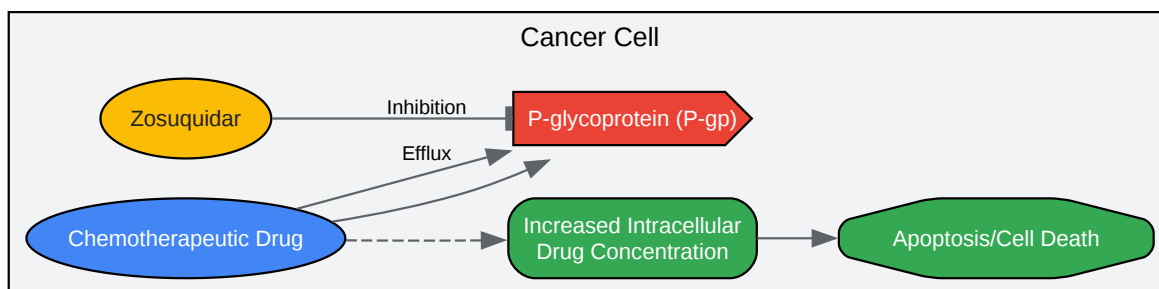 Cancer Cell
Zosuquidar
Inhibition
P-glycoprotein (P-gp)
Efflux
Chemotherapeutic Drug
Increased Intracellular
Drug Concentration
Apoptosis/Cell Death